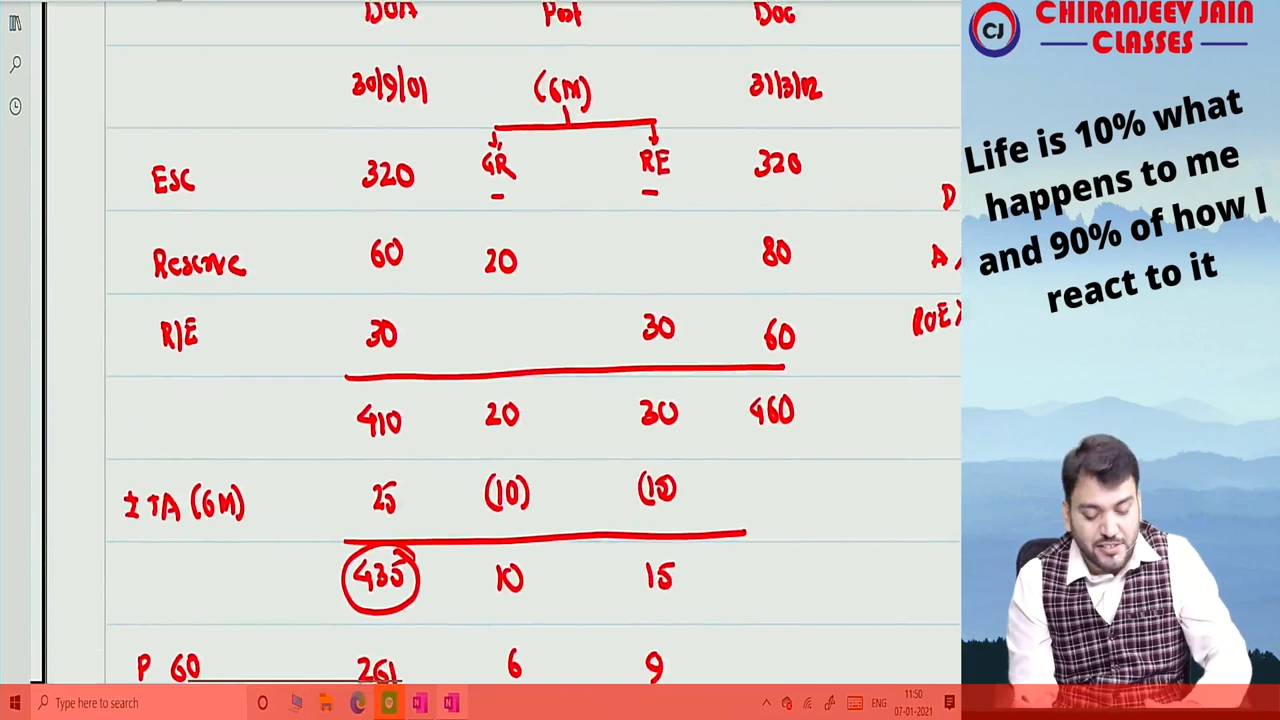 DOA Post DOC
30/9/01 (6M) 31/3/02
ESC 320 GR RE 320
Reserve 60 20 80
R/E 30 30 60
410 20 30 460
± TA (6M) 25 (10) (15)
435 10 15
P 60 261 6 9
D
A
ROE
CJ
CHIRANJEEV JAIN
CLASSES
Life is 10% what
happens to me
and 90% of how I
react to it
Type here to search
ENG
11:50
07-01-2021